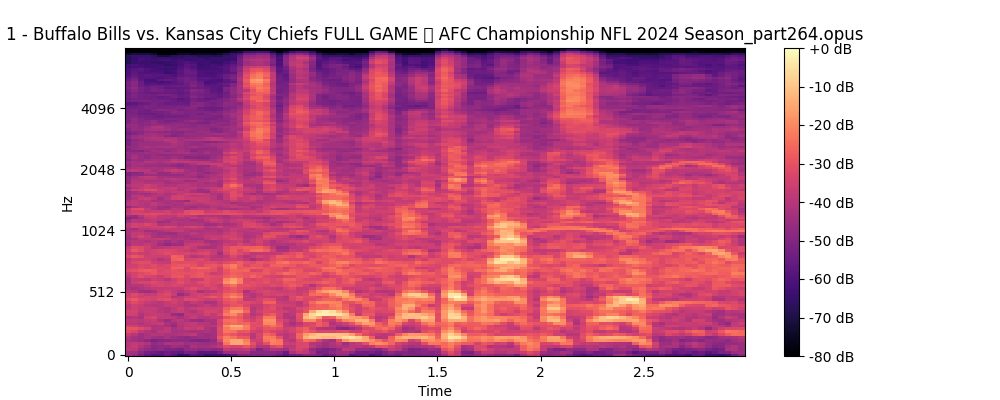 1 - Buffalo Bills vs. Kansas City Chiefs FULL GAME ▯ AFC Championship NFL 2024 Season_part264.opus
+0 dB
-10 dB
-20 dB
-30 dB
-40 dB
-50 dB
-60 dB
-70 dB
-80 dB
4096
2048
1024
512
0
Hz
0
0.5
1
1.5
2
2.5
Time